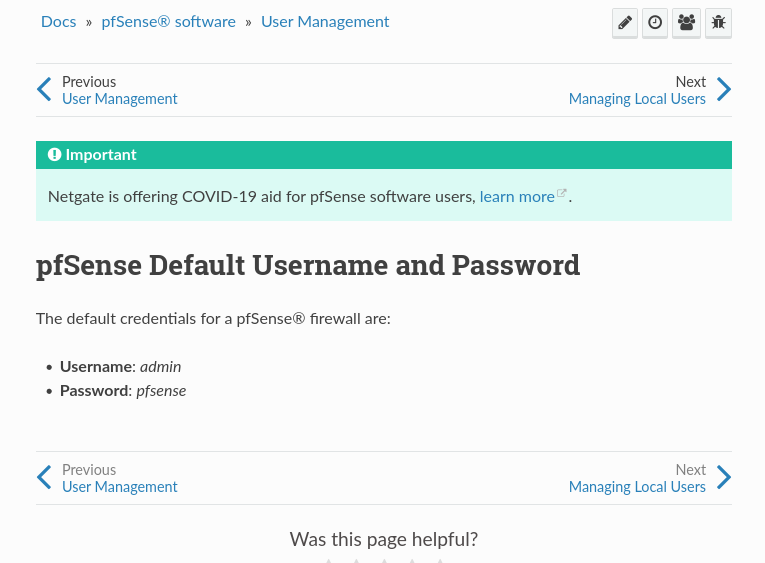 Docs » pfSense® software » User Management
Previous
User Management
Next
Managing Local Users
Important
Netgate is offering COVID-19 aid for pfSense software users, learn more.
pfSense Default Username and Password
The default credentials for a pfSense® firewall are:
• Username: admin
• Password: pfsense
Previous
User Management
Next
Managing Local Users
Was this page helpful?